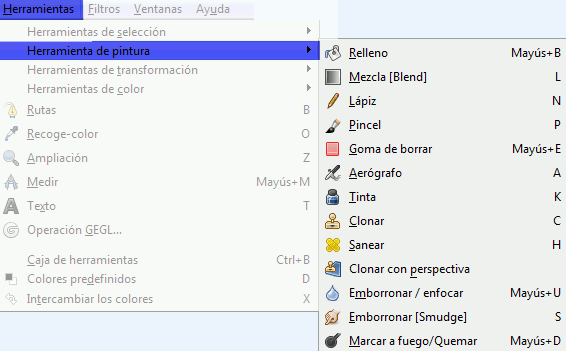 Herramientas Filtros Ventanas Ayuda
Herramientas de selección
Herramienta de pintura
Herramientas de transformación
Herramientas de color
Rutas B
Recoge-color O
Ampliación Z
Medir Mayús+M
Texto T
Operación GEGL...
Caja de herramientas Ctrl+B
Colores predefinidos D
Intercambiar los colores X
Relleno Mayús+B
Mezcla [Blend] L
Lápiz N
Pincel P
Goma de borrar Mayús+E
Aerógrafo A
Tinta K
Clonar C
Sanear H
Clonar con perspectiva
Emborronar / enfocar Mayús+U
Emborronar [Smudge] S
Marcar a fuego/Quemar Mayús+D